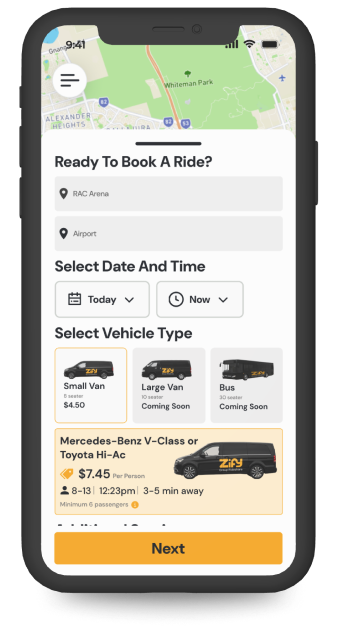 9:41
Whiteman Park
ALEXANDER
HEIGHTS
Ready To Book A Ride?
RAC Arena
Airport
Select Date And Time
Today Now
Select Vehicle Type
Small Van Large Van Bus
10 seater 30 seater
$4.50 Coming Soon Coming Soon
Mercedes-Benz V-Class or
Toyota Hi-Ac
Zify
$7.45 Per Person
8-13 | 12:23pm | 3-5 min away
Minimum 6 passengers
Next